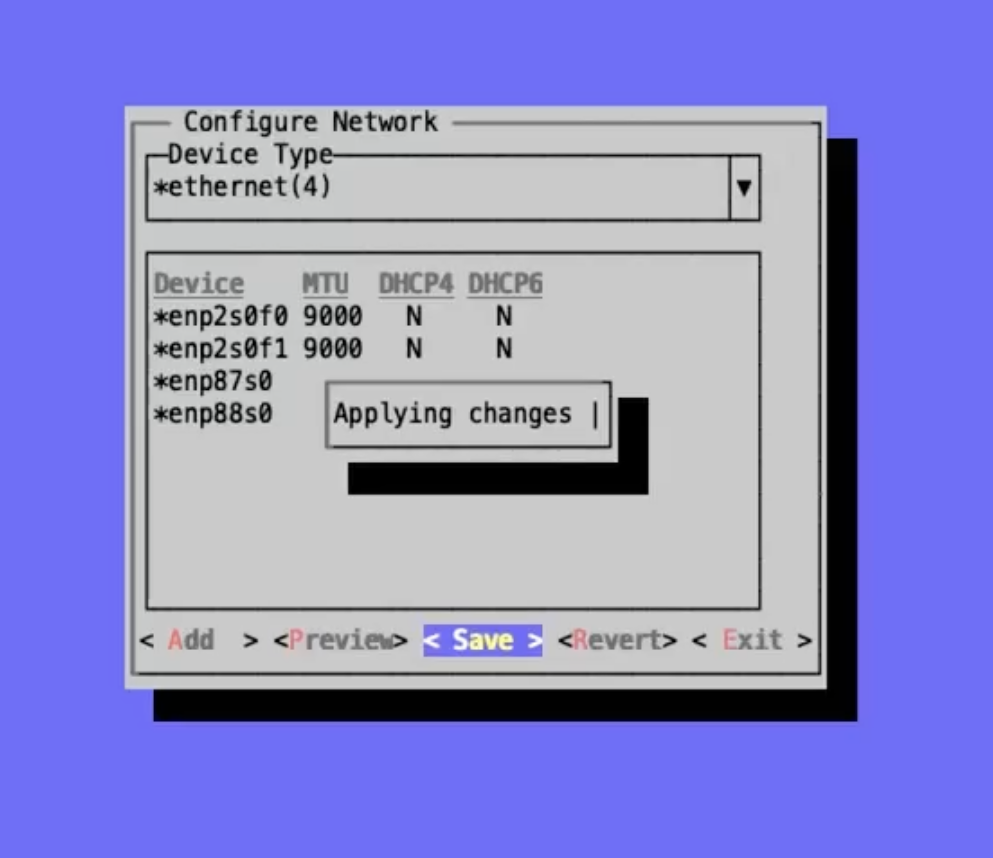 Configure Network
Device Type
*ethernet(4) ▼
Device MTU DHCP4 DHCP6
*enp2s0f0 9000 N N
*enp2s0f1 9000 N N
*enp87s0
*enp88s0
Applying changes |
< Add > <Preview> < Save > <Revert> < Exit >